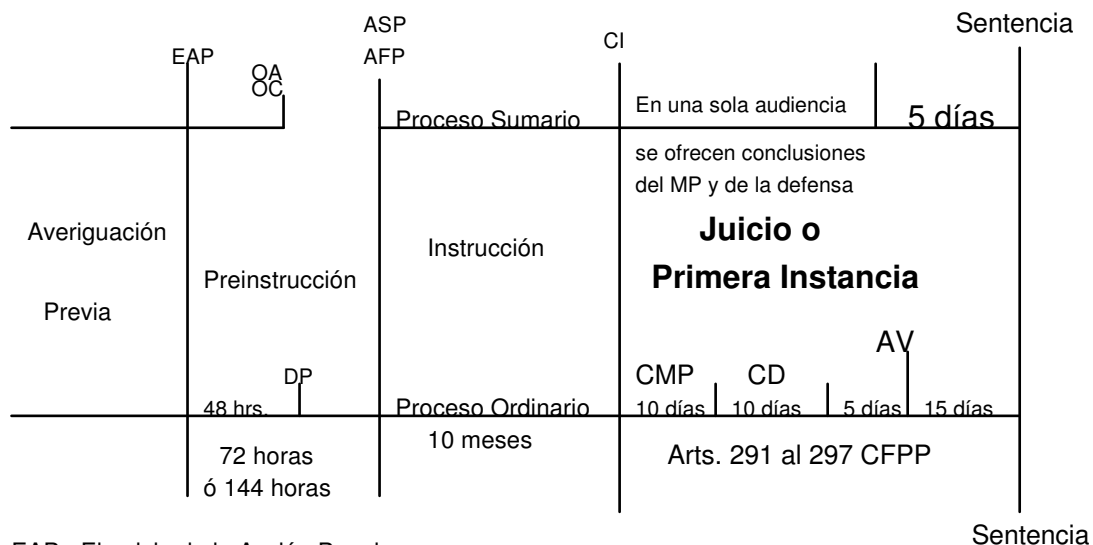 Sentencia
ASP
AFP
CI
EAP
OA
OC
Proceso Sumario
En una sola audiencia
5 días
se ofrecen conclusiones
del MP y de la defensa
Averiguación
Previa
Preinstrucción
Instrucción
Juicio o
Primera Instancia
AV
DP
CMP
CD
48 hrs.
Proceso Ordinario
10 días
10 días
5 días
15 días
72 horas
ó 144 horas
10 meses
Arts. 291 al 297 CFPP
Sentencia